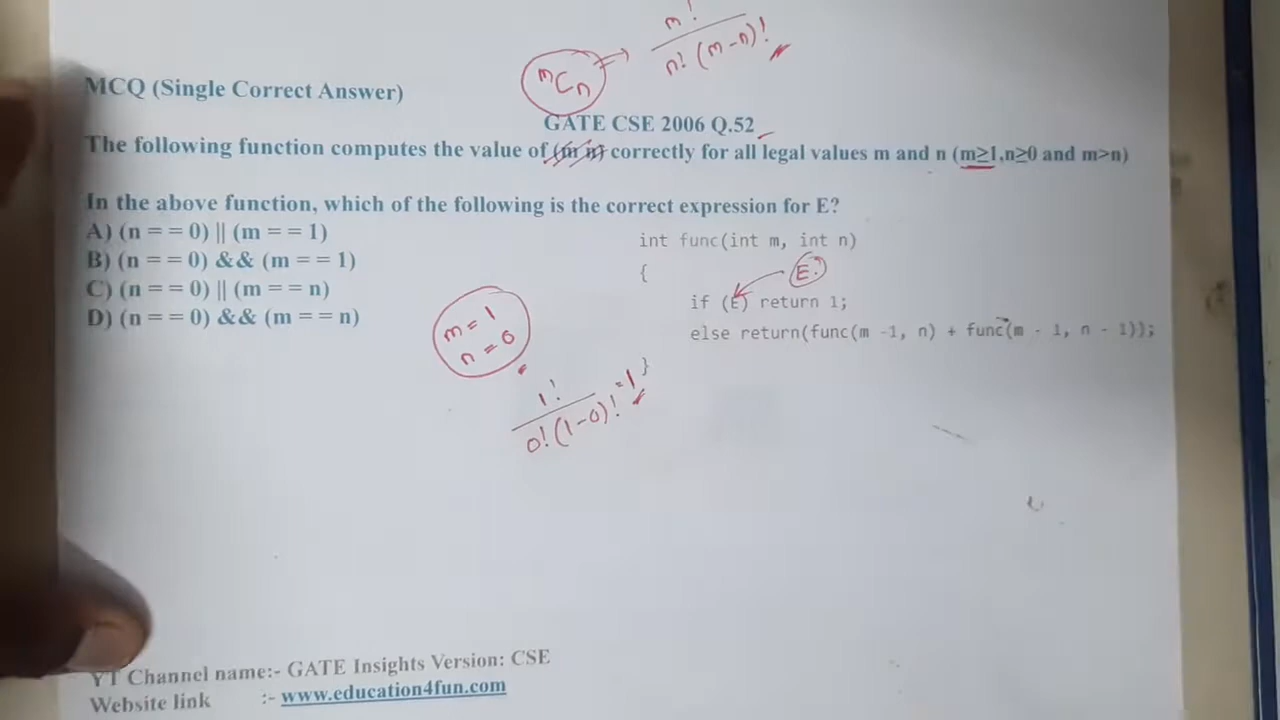 m!
mCn → n! (m-n)!
MCQ (Single Correct Answer)
GATE CSE 2006 Q.52
The following function computes the value of (m n) correctly for all legal values m and n (m≥1,n≥0 and m>n)
In the above function, which of the following is the correct expression for E?
A) (n = = 0) || (m = = 1)
B) (n = = 0) && (m = = 1)
C) (n = = 0) || (m = = n)
D) (n = = 0) && (m = = n)
int func(int m, int n)
{
E?
if (E) return 1;
else return(func(m -1, n) + func(m - 1, n - 1));
}
m = 1
n = 0
1!
0! (1-0)! = 1
YT Channel name:- GATE Insights Version: CSE
Website link :- www.education4fun.com